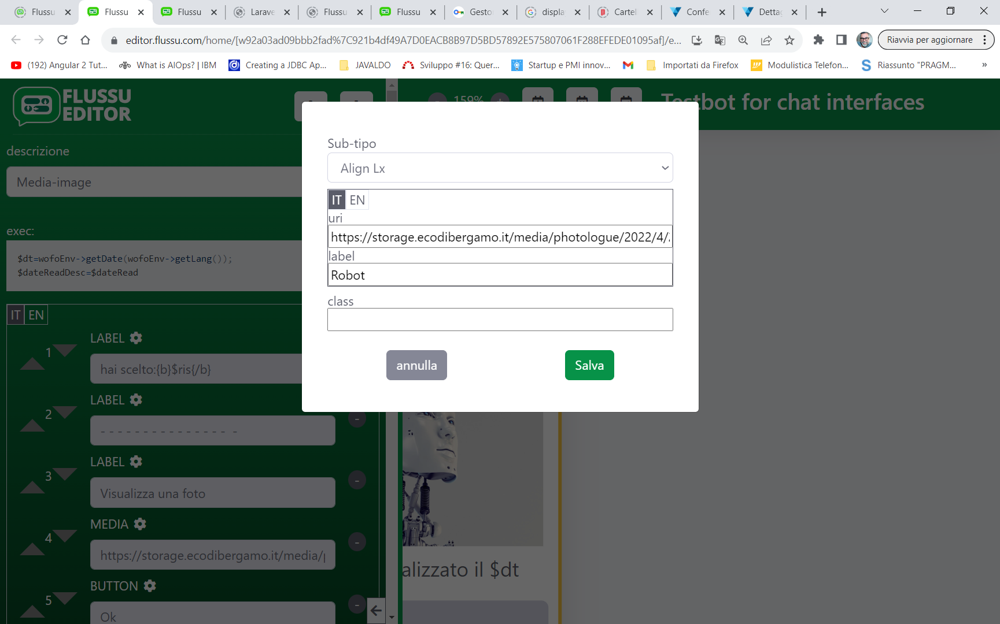 Flussu
Flussu
Flussu
Larave
Flussu
Flussu
Gesto
displa
Cartel
Confe
Detta
editor.flussu.com/home/[w92a03ad09bbb2fad%7C921b4df49A7D0EACB8B97D5BD57892E575807061F288EFEDE01095af]/e...
Riavvia per aggiornare
(192) Angular 2 Tut...
What is AIOps? | IBM
Creating a JDBC Ap...
JAVALDO
Sviluppo #16: Quer...
Startup e PMI innov...
Importati da Firefox
Modulistica Telefon...
Riassunto "PRAGM...
»
FLUSSU
EDITOR
159%
Testbot for chat interfaces
descrizione
Media-image
exec:
$dt=wofoEnv->getDate(wofoEnv->getLang());
$dateReadDesc=$dateRead
IT EN
LABEL
1
hai scelto:{b}$ris{/b}
LABEL
2
- - - - - - - - - - - - - - - -
-
LABEL
3
Visualizza una foto
-
MEDIA
4
https://storage.ecodibergamo.it/media/p
-
BUTTON
5
Ok
-
Sub-tipo
Align Lx
IT EN
uri
https://storage.ecodibergamo.it/media/photologue/2022/4/2
label
Robot
class
annulla
Salva
alizzato il $dt